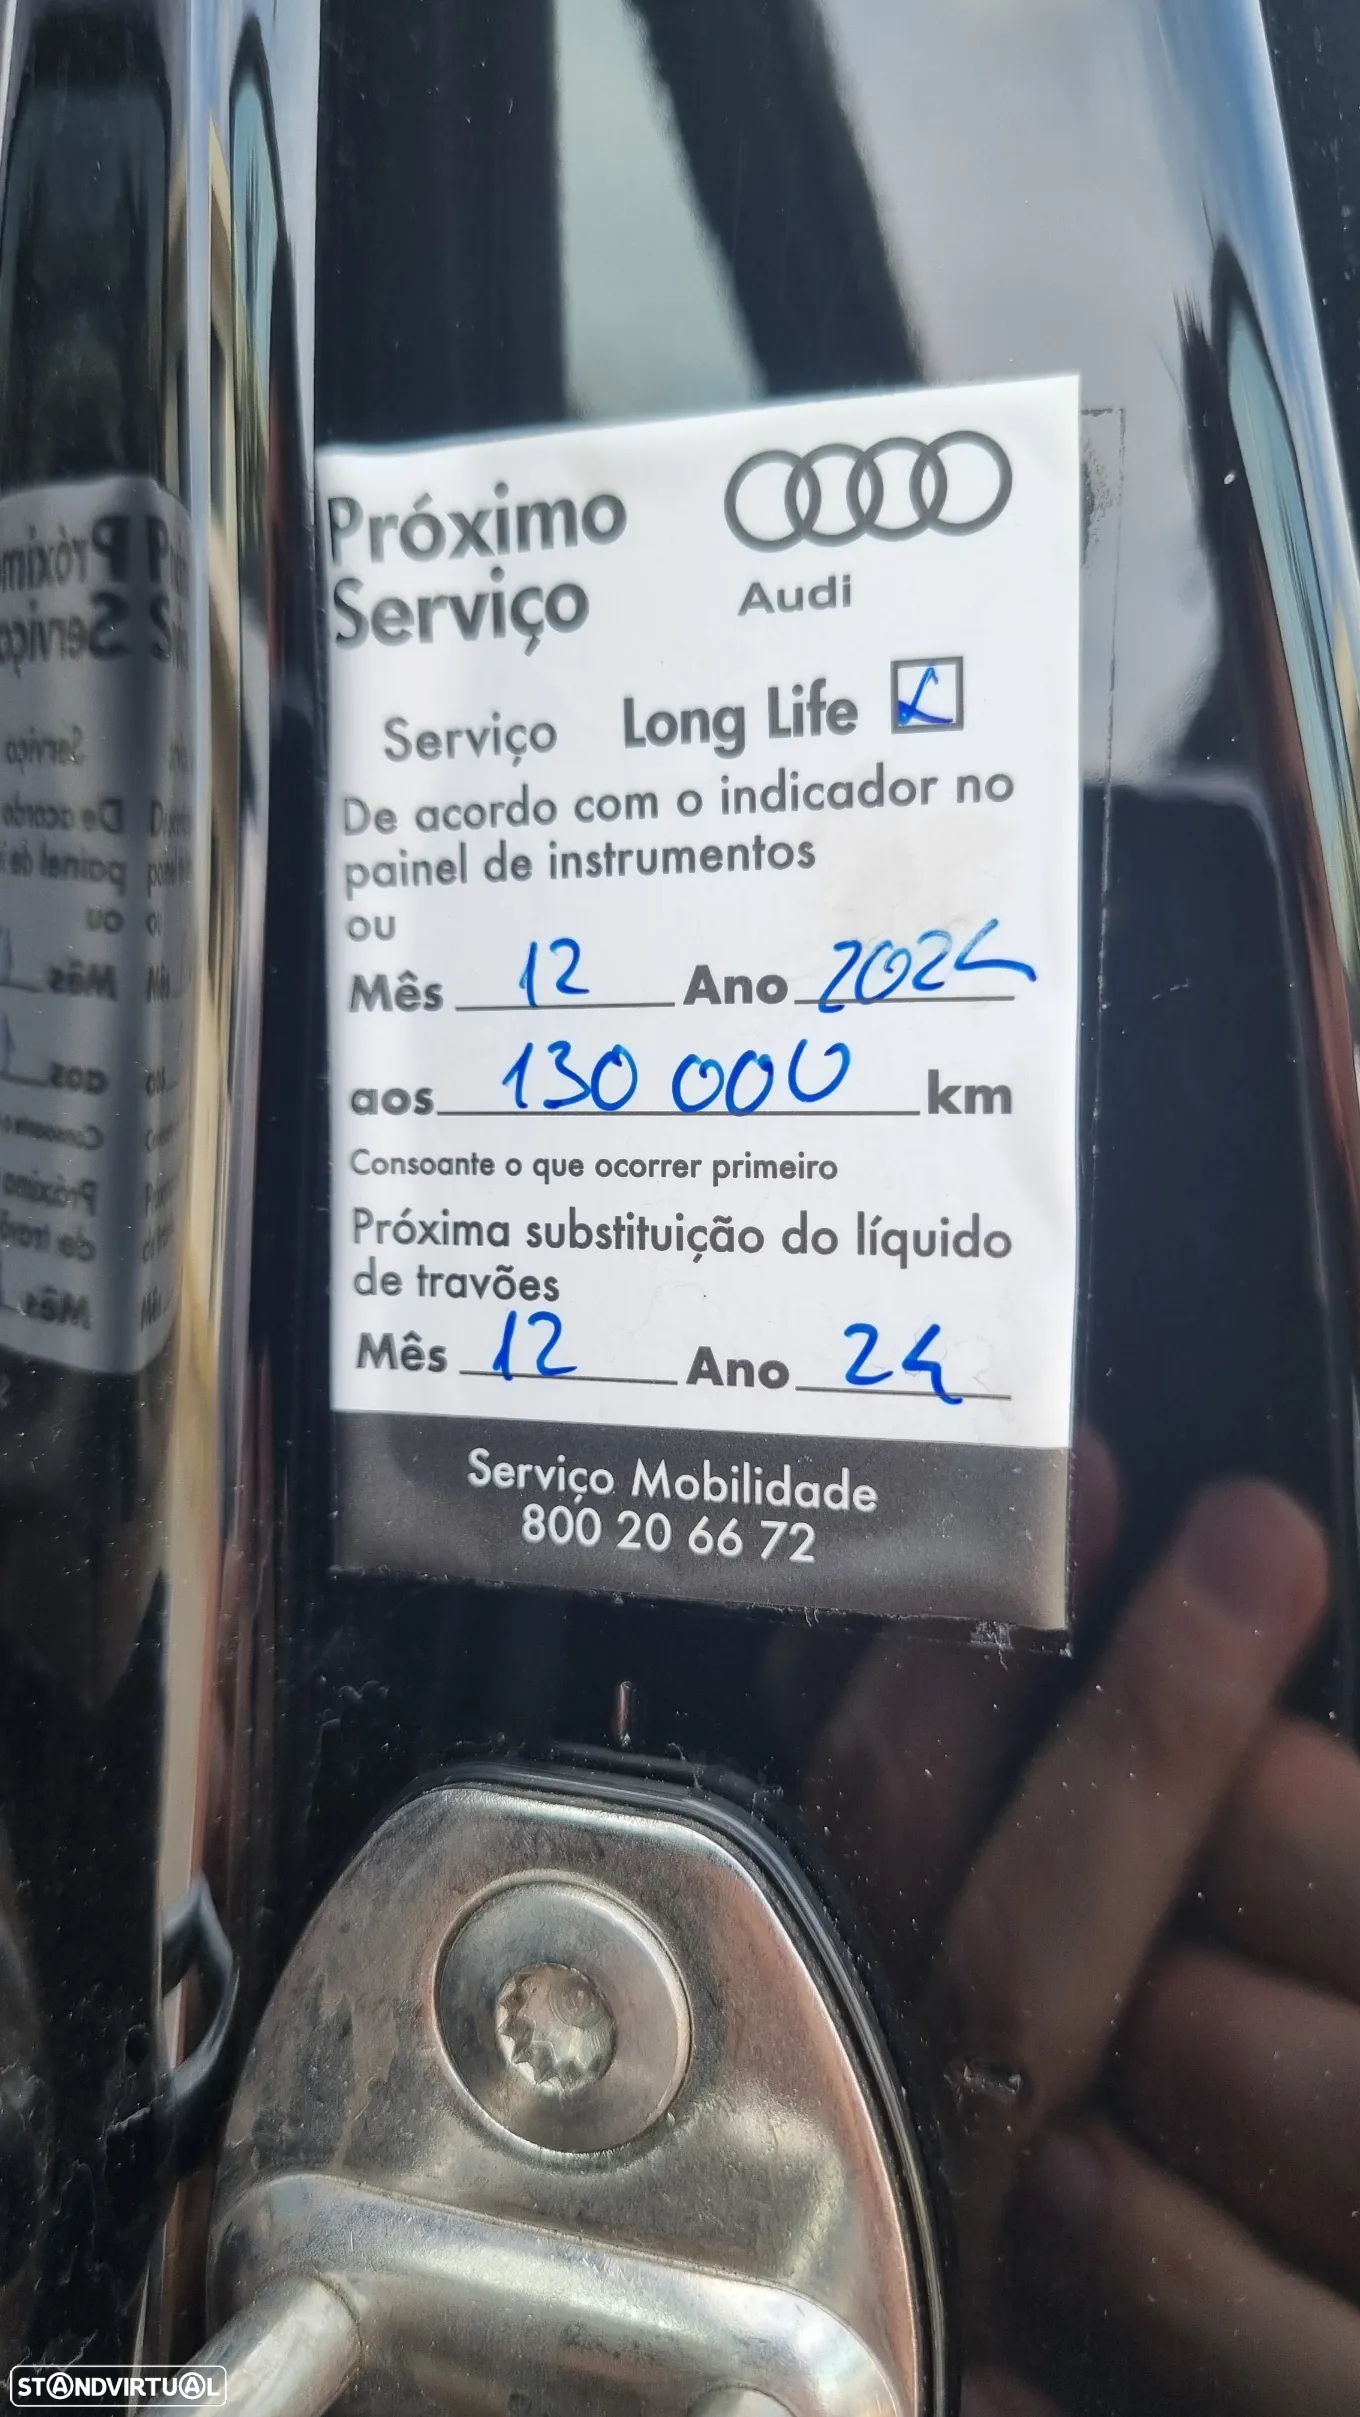 Próximo
Serviço
Audi
Serviço Long Life
De acordo com o indicador no
painel de instrumentos
ou
Mês 12 Ano 2024
aos 130 000 km
Consoante o que ocorrer primeiro
Próxima substituição do líquido
de travões
Mês 12 Ano 24
Serviço Mobilidade
800 20 66 72
STANDVIRTUAL